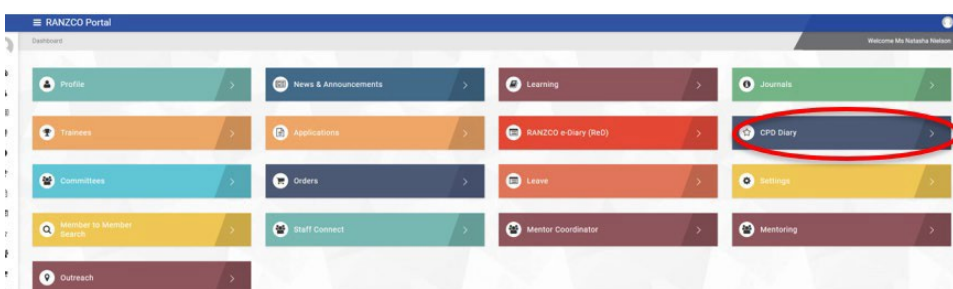 RANZCO Portal
Dashboard
Welcome Ms Natasha Nielson
Profile
News & Announcements
Learning
Journals
Trainees
Applications
RANZCO e-Diary (ReD)
CPD Diary
Committees
Orders
Leave
Settings
Member to Member
Search
Staff Connect
Mentor Coordinator
Mentoring
Outreach